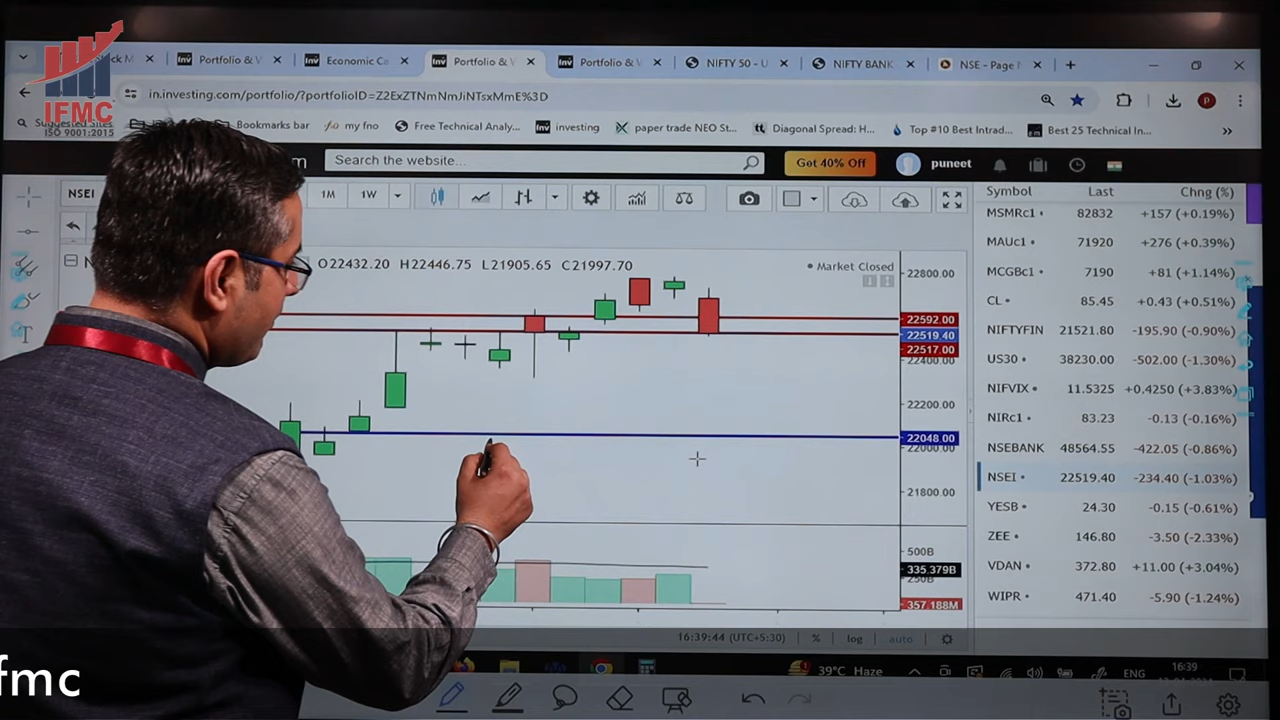 IFMC
ISO 9001:2015
Portfolio & V
Economic Ca
Portfolio & V
Portfolio & V
NIFTY 50 - U
NIFTY BANK
NSE - Page
in.investing.com/portfolio/?portfolioID=Z2ExZTNmNmJiNTsxMmE%3D
Suggested Sites
Bookmarks bar
my fno
Free Technical Analy...
investing
paper trade NEO St...
Diagonal Spread: H...
Top #10 Best Intrad...
Best 25 Technical In...
Search the website...
Get 40% Off
puneet
NSEI
1M
1W
O22432.20 H22446.75 L21905.65 C21997.70
Market Closed
22800.00
22592.00
22519.40
22517.00
22400.00
22200.00
22048.00
22000.00
21800.00
500B
335.379B
250B
357.188M
16:39:44 (UTC+5:30)
%
log
auto
Symbol Last Chng (%)
MSMRc1 82832 +157 (+0.19%)
MAUc1 71920 +276 (+0.39%)
MCGBc1 7190 +81 (+1.14%)
CL 85.45 +0.43 (+0.51%)
NIFTYFIN 21521.80 -195.90 (-0.90%)
US30 38230.00 -502.00 (-1.30%)
NIFVIX 11.5325 +0.4250 (+3.83%)
NIRc1 83.23 -0.13 (-0.16%)
NSEBANK 48564.55 -422.05 (-0.86%)
NSEI 22519.40 -234.40 (-1.03%)
YESB 24.30 -0.15 (-0.61%)
ZEE 146.80 -3.50 (-2.33%)
VDAN 372.80 +11.00 (+3.04%)
WIPR 471.40 -5.90 (-1.24%)
39°C Haze
ENG
16:39
fmc